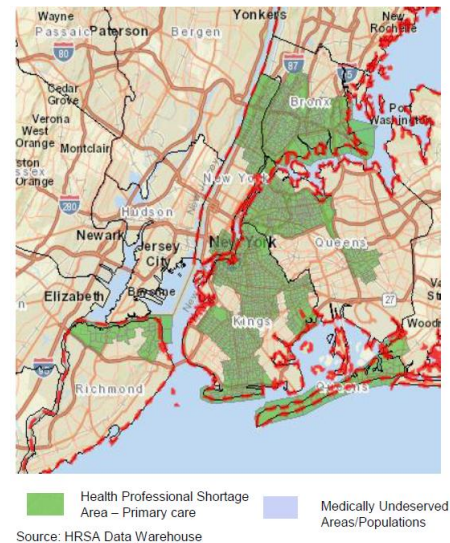 Wayne
Yonkers
New
Rochelle
Passaic
Paterson
Bergen
80
87
Cedar
Grove
Bronx
Verona
Port
Washington
West
Orange
Montclair
Orange
New York
280
Hudson
Newark
Jersey
City
New York
Queens
Elizabeth
Bayonne
27
Kings
Richmond
Queens
Health Professional Shortage
Area – Primary care
Medically Undeserved
Areas/Populations
Source: HRSA Data Warehouse